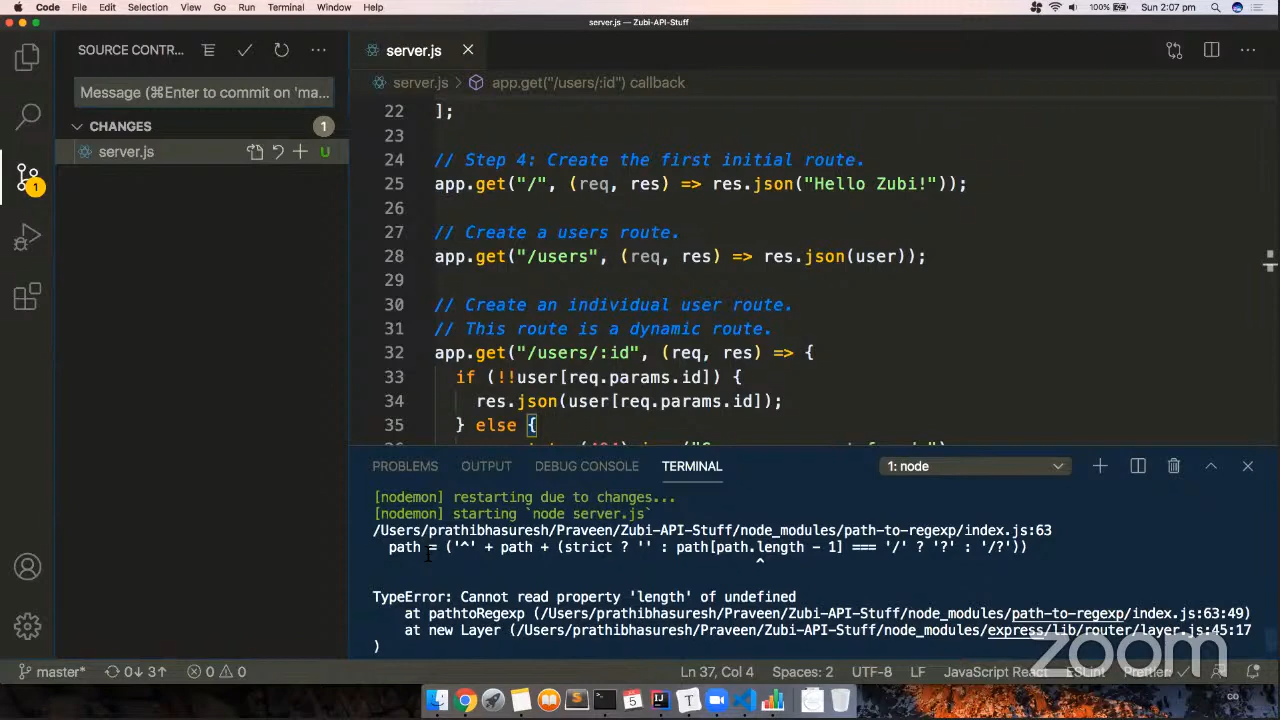 Code File Edit Selection View Go Run Terminal Window Help 100% Sun 2:07 pm
server.js — Zubi-API-Stuff
SOURCE CONTR...
server.js
server.js > app.get("/users/:id") callback
Message (⌘Enter to commit on 'ma...
CHANGES 1
server.js U
1
22 ];
23
24 // Step 4: Create the first initial route.
25 app.get("/", (req, res) => res.json("Hello Zubi!"));
26
27 // Create a users route.
28 app.get("/users", (req, res) => res.json(user));
29
30 // Create an individual user route.
31 // This route is a dynamic route.
32 app.get("/users/:id", (req, res) => {
33 if (!!user[req.params.id]) {
34 res.json(user[req.params.id]);
35 } else {
PROBLEMS OUTPUT DEBUG CONSOLE TERMINAL 1: node
[nodemon] restarting due to changes...
[nodemon] starting `node server.js`
/Users/prathibhasuresh/Praveen/Zubi-API-Stuff/node_modules/path-to-regexp/index.js:63
path = ('^' + path + (strict ? '' : path[path.length - 1] === '/' ? '?' : '/?'))
^
TypeError: Cannot read property 'length' of undefined
at pathtoRegexp (/Users/prathibhasuresh/Praveen/Zubi-API-Stuff/node_modules/path-to-regexp/index.js:63:49)
at new Layer (/Users/prathibhasuresh/Praveen/Zubi-API-Stuff/node_modules/express/lib/router/layer.js:45:17
)
master* 0↓ 3↑ 0 0 Ln 37, Col 4 Spaces: 2 UTF-8 LF JavaScript React ESLint Prettier: ✓
zoom